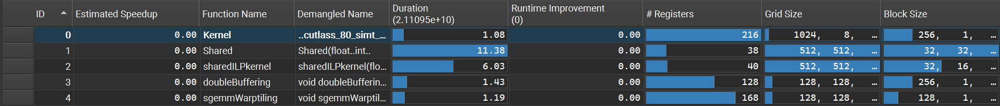 ID Estimated Speedup Function Name Demangled Name Duration (2.11095e+10) Runtime Improvement (0) # Registers Grid Size Block Size
0 0.00 Kernel ..cutlass_80_simt_... 1.08 0.00 216 1024, 8, ... 256, 1, ...
1 0.00 Shared Shared(float..int.. 11.38 0.00 38 512, 512, ... 32, 32, ...
2 0.00 sharedILPkernel sharedILPkernel(flo... 6.03 0.00 40 512, 512, ... 32, 16, ...
3 0.00 doubleBuffering void doubleBufferin... 1.43 0.00 128 128, 128, ... 256, 1, ...
4 0.00 sgemmWarptiling void sgemmWarptil... 1.19 0.00 168 128, 128, ... 128, 1, ...